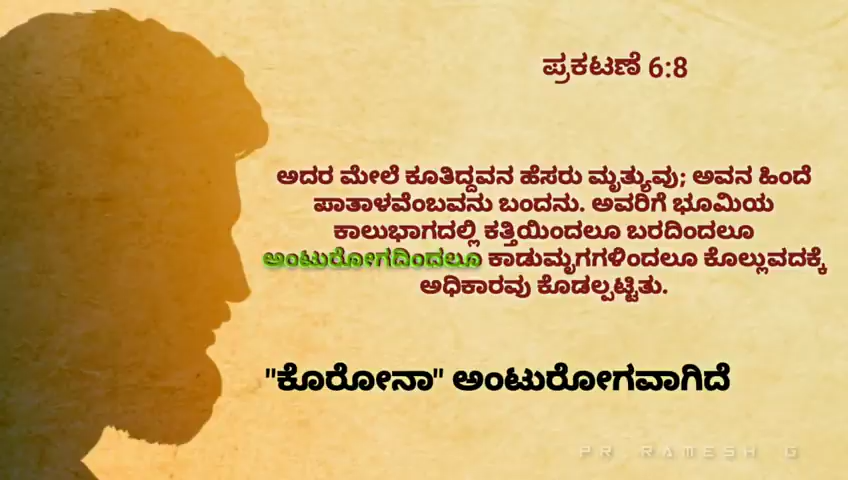 ಪ್ರಕಟಣೆ 6:8
ಅದರ ಮೇಲೆ ಕೂತಿದ್ದವನ ಹೆಸರು ಮೃತ್ಯುವು; ಅವನ ಹಿಂದೆ
ಪಾತಾಳವೆಂಬವನು ಬಂದನು. ಅವರಿಗೆ ಭೂಮಿಯ
ಕಾಲುಭಾಗದಲ್ಲಿ ಕತ್ತಿಯಿಂದಲೂ ಬರದಿಂದಲೂ
ಅಂಟುರೋಗದಿಂದಲೂ ಕಾಡುಮೃಗಗಳಿಂದಲೂ ಕೊಲ್ಲುವದಕ್ಕೆ
ಅಧಿಕಾರವು ಕೊಡಲ್ಪಟ್ಟಿತು.
"ಕೊರೋನಾ" ಅಂಟುರೋಗವಾಗಿದೆ
PR RAMESH G